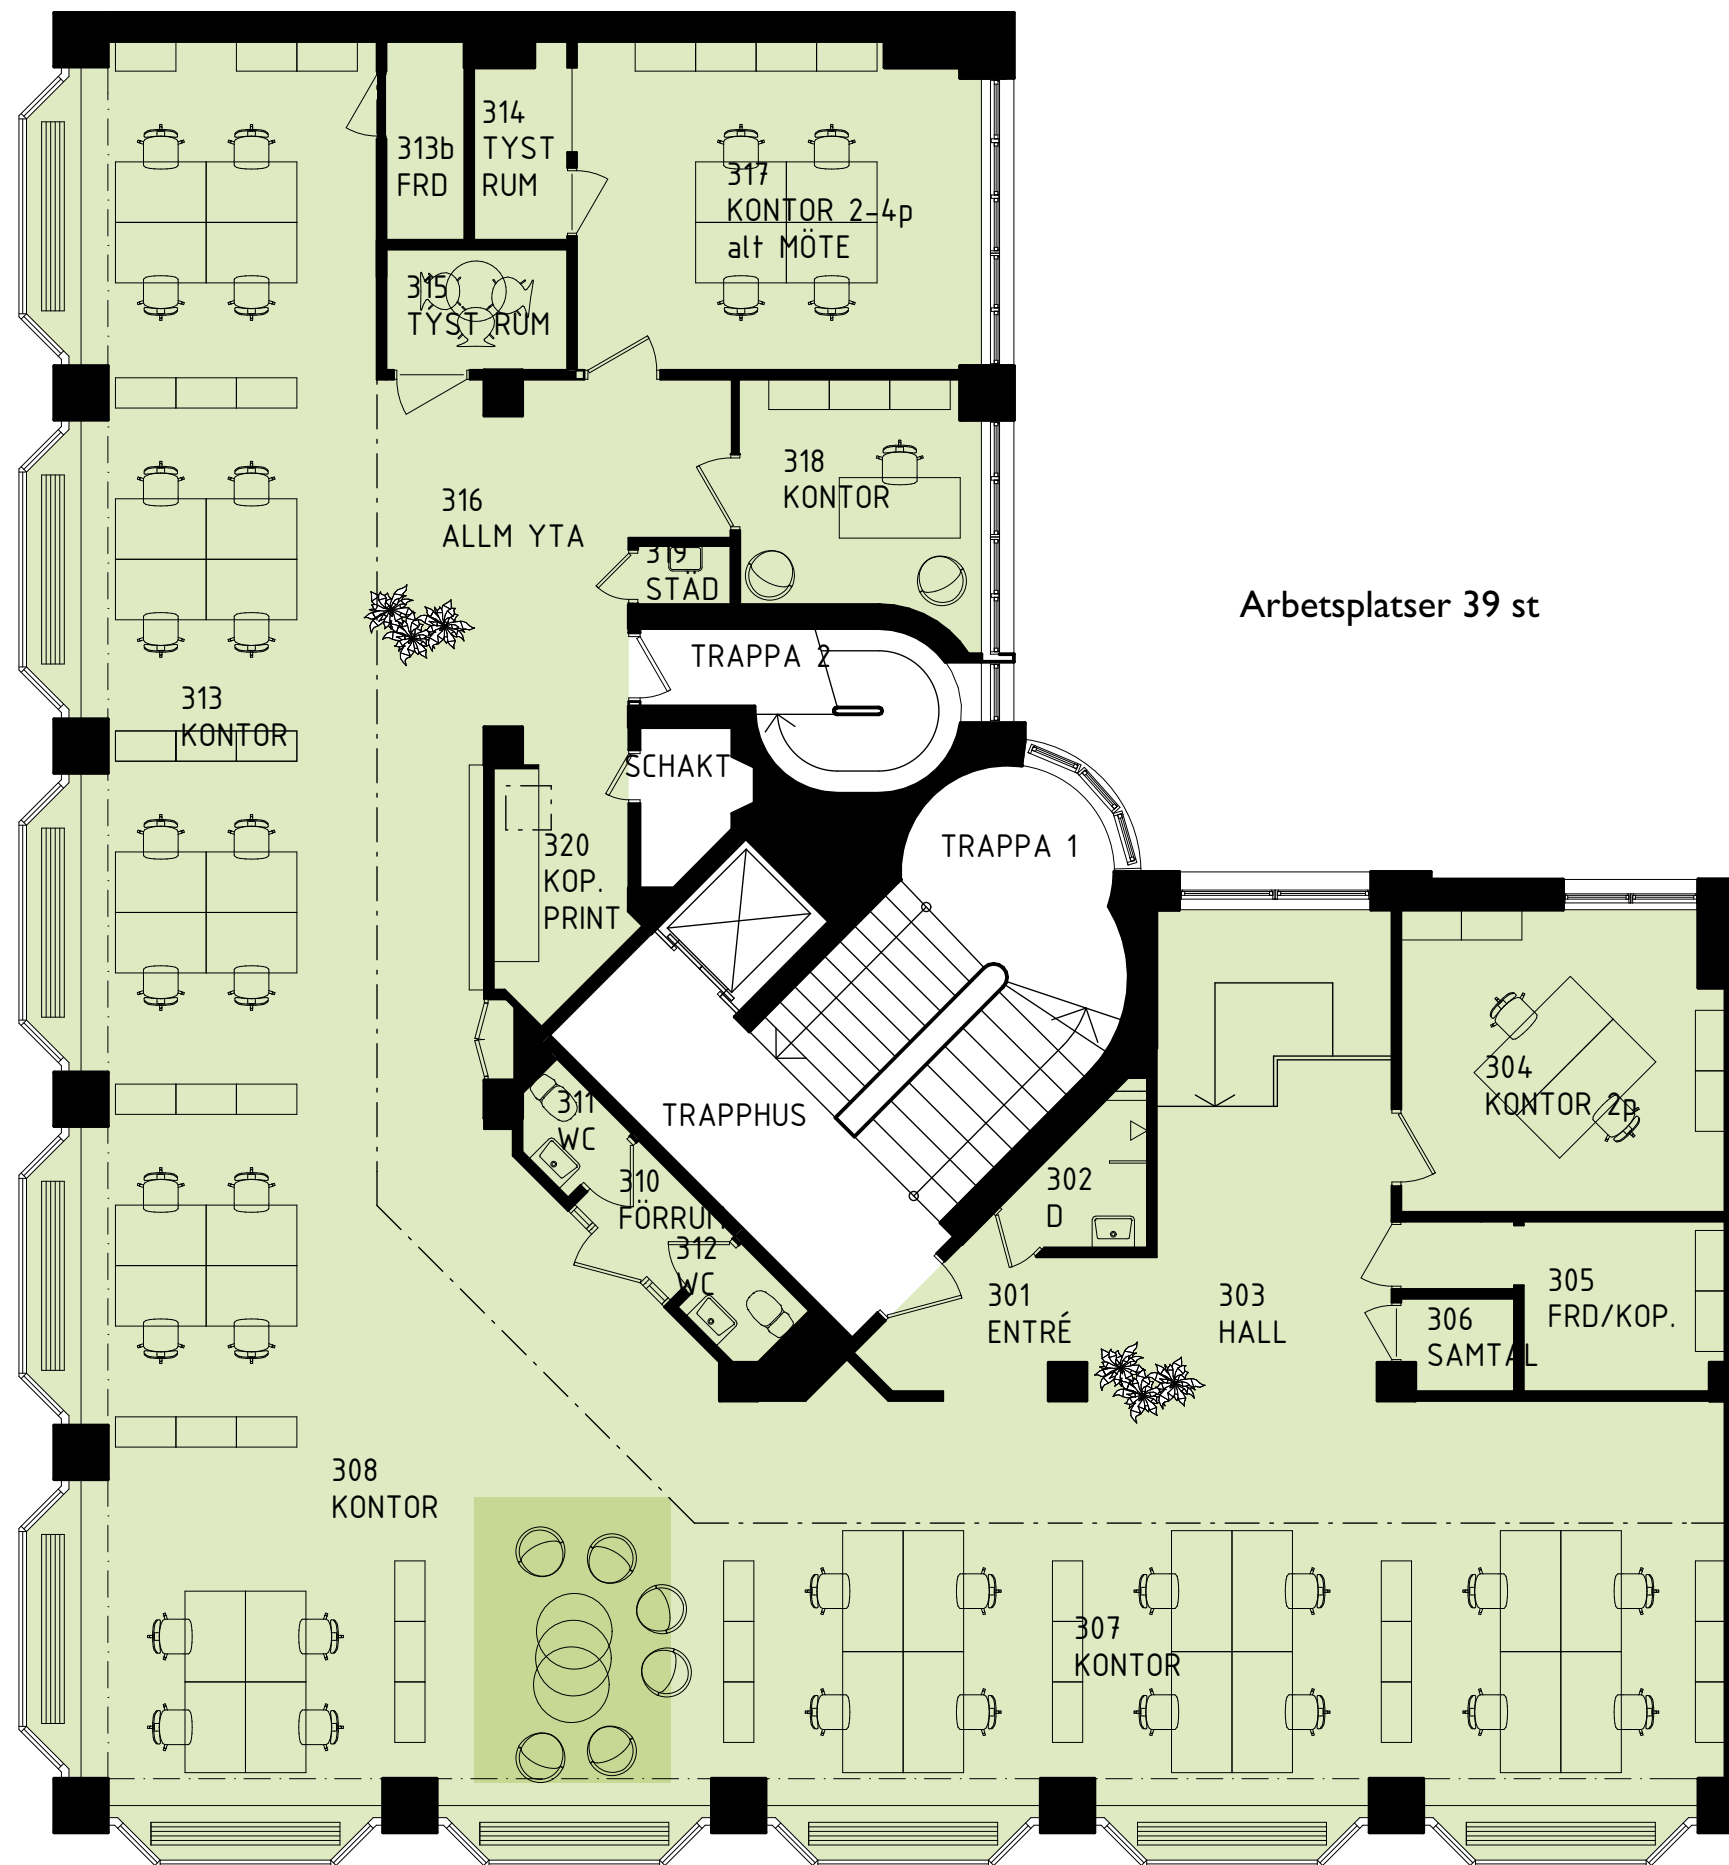 314
TYST
RUM
313b
FRD
317
KONTOR 2-4p
alt MÖTE
315
TYST RUM
318
KONTOR
316
ALLM YTA
319
STÄD
Arbetsplatser 39 st
TRAPPA 2
313
KONTOR
SCHAKT
320
KOP.
PRINT
TRAPPA 1
304
KONTOR 2p
311
WC
TRAPPHUS
310
FÖRRUM
302
D
312
WC
301
ENTRÉ
303
HALL
305
FRD/KOP.
306
SAMTAL
308
KONTOR
307
KONTOR